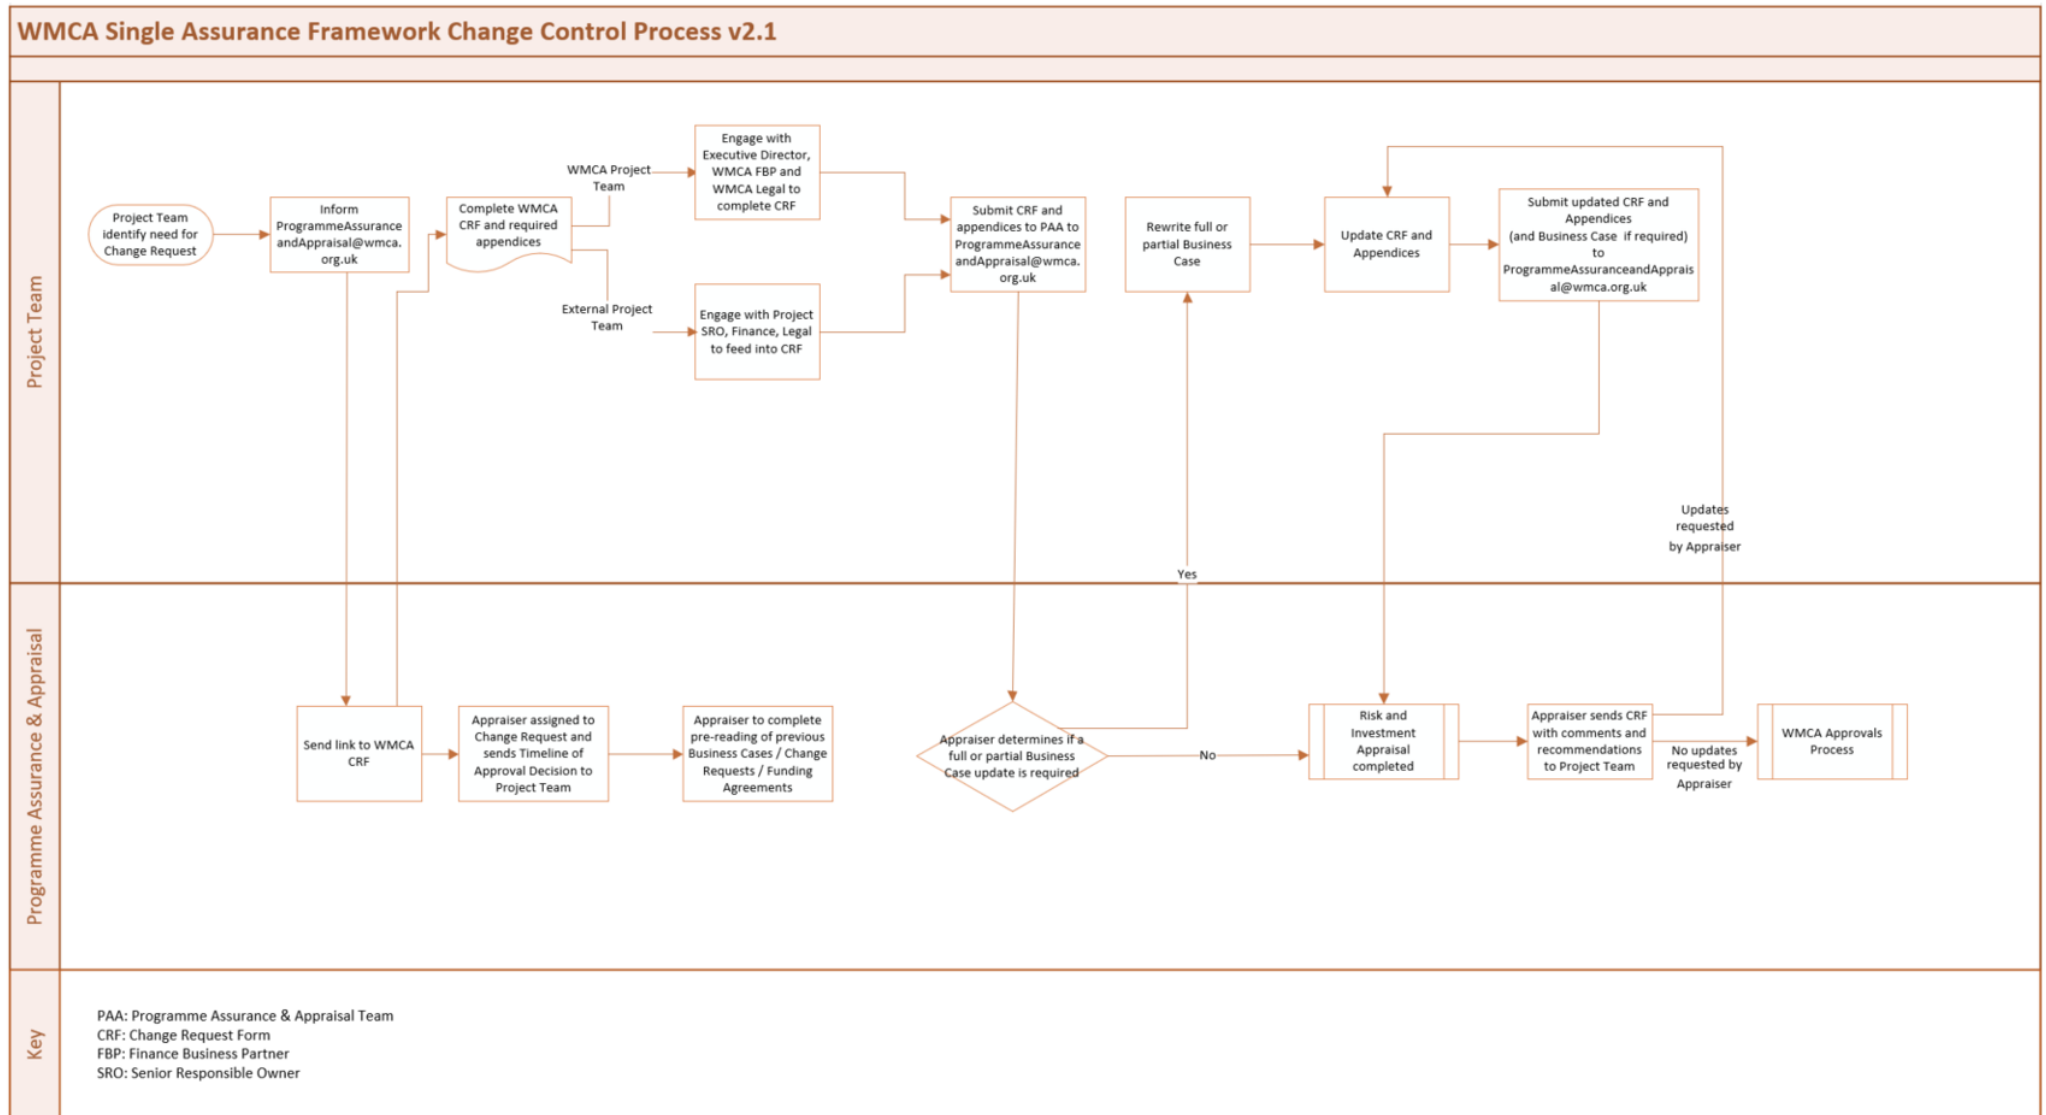 WMCA Single Assurance Framework Change Control Process v2.1
Project Team
Project Team
identify need for
Change Request
Inform
ProgrammeAssurance
andAppraisal@wmca.
org.uk
Complete WMCA
CRF and required
appendices
WMCA Project
Team
External Project
Team
Engage with
Executive Director,
WMCA FBP and
WMCA Legal to
complete CRF
Engage with Project
SRO, Finance, Legal
to feed into CRF
Submit CRF and
appendices to PAA to
ProgrammeAssurance
andAppraisal@wmca.
org.uk
Rewrite full or
partial Business
Case
Update CRF and
Appendices
Submit updated CRF and
Appendices
(and Business Case  if required)
to
ProgrammeAssuranceandApprais
al@wmca.org.uk
Updates
requested
by Appraiser
Yes
Programme Assurance & Appraisal
Send link to WMCA
CRF
Appraiser assigned to
Change Request and
sends Timeline of
Approval Decision to
Project Team
Appraiser to complete
pre-reading of previous
Business Cases / Change
Requests / Funding
Agreements
Appraiser determines if a
full or partial Business
Case update is required
No
Risk and
Investment
Appraisal
completed
Appraiser sends CRF
with comments and
recommendations
to Project Team
No updates
requested by
Appraiser
WMCA Approvals
Process
Key
PAA: Programme Assurance & Appraisal Team
CRF: Change Request Form
FBP: Finance Business Partner
SRO: Senior Responsible Owner